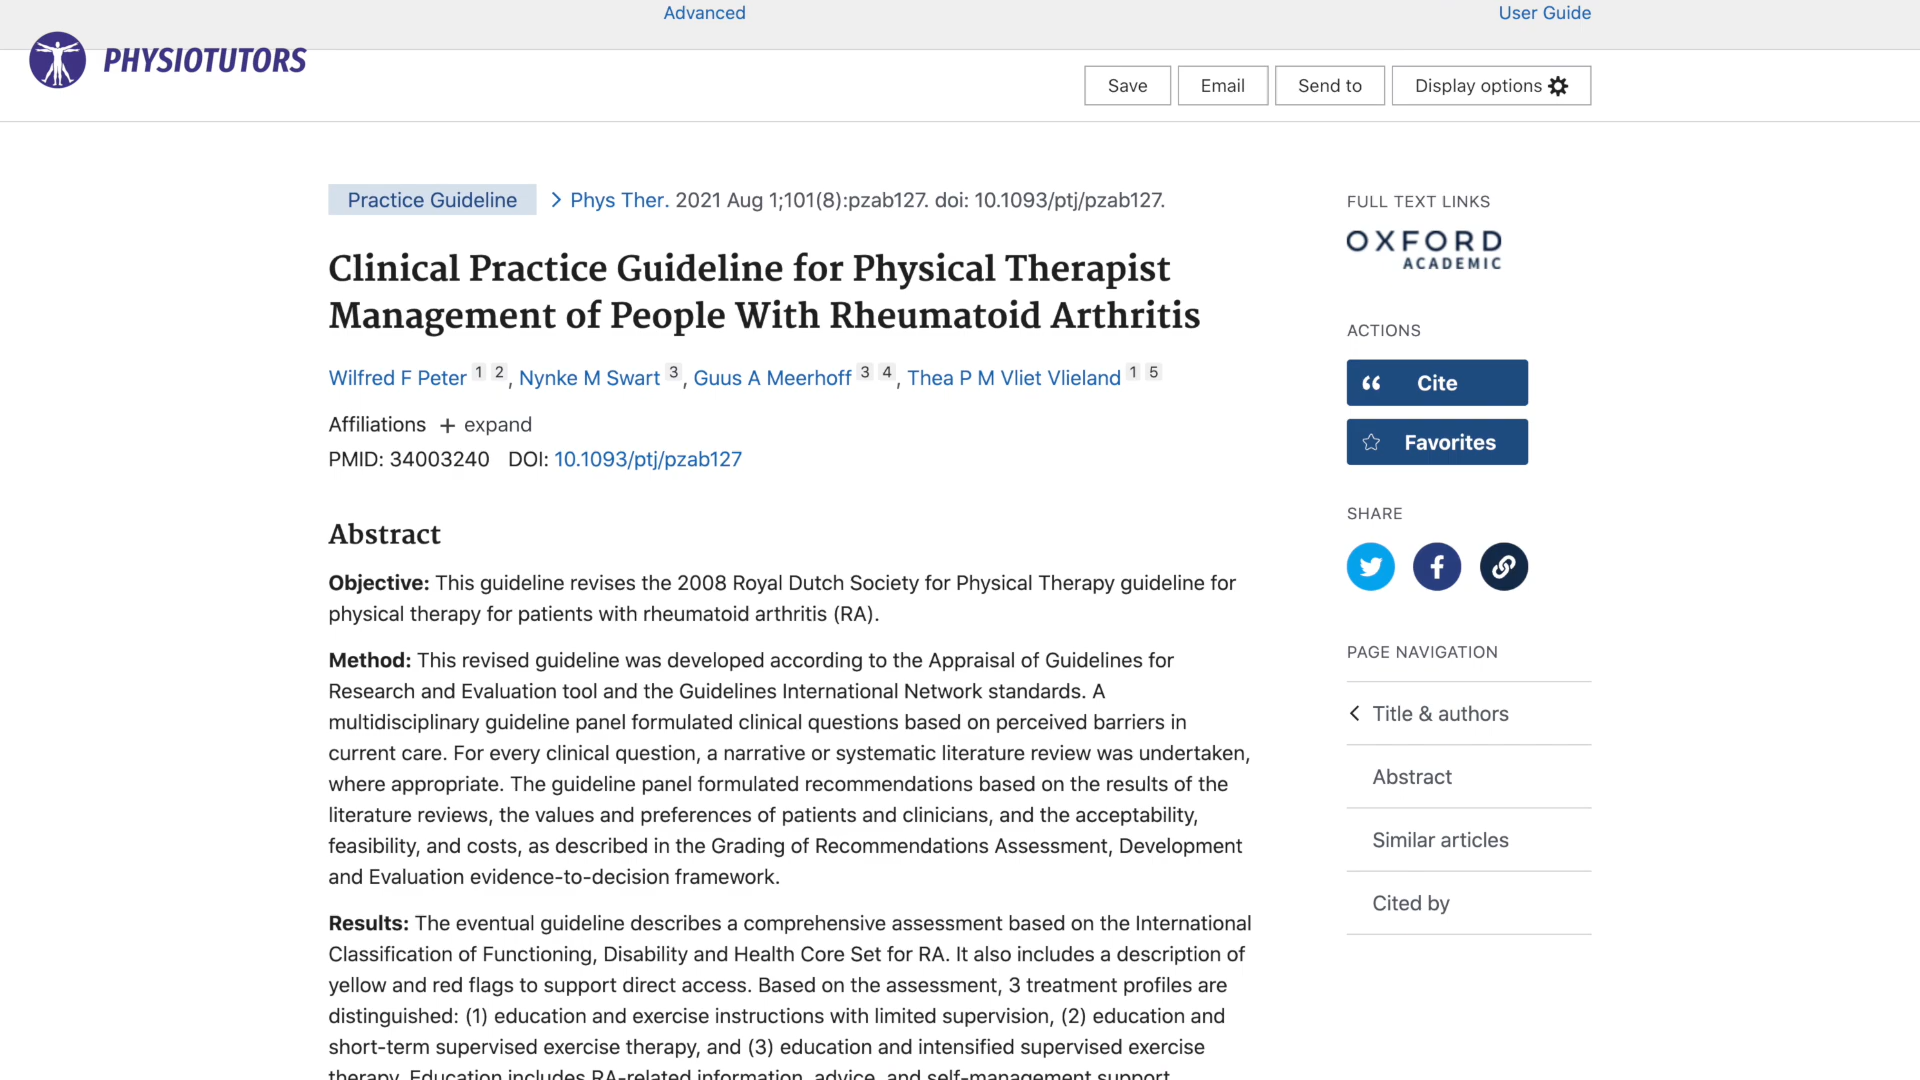 Advanced
User Guide
PHYSIOTUTORS
Save
Email
Send to
Display options
Practice Guideline
Phys Ther. 2021 Aug 1;101(8):pzab127. doi: 10.1093/ptj/pzab127.
Clinical Practice Guideline for Physical Therapist
Management of People With Rheumatoid Arthritis
Wilfred F Peter 1 2, Nynke M Swart 3, Guus A Meerhoff 3 4, Thea P M Vliet Vlieland 1 5
Affiliations + expand
PMID: 34003240 DOI: 10.1093/ptj/pzab127
Abstract
Objective: This guideline revises the 2008 Royal Dutch Society for Physical Therapy guideline for
physical therapy for patients with rheumatoid arthritis (RA).
Method: This revised guideline was developed according to the Appraisal of Guidelines for
Research and Evaluation tool and the Guidelines International Network standards. A
multidisciplinary guideline panel formulated clinical questions based on perceived barriers in
current care. For every clinical question, a narrative or systematic literature review was undertaken,
where appropriate. The guideline panel formulated recommendations based on the results of the
literature reviews, the values and preferences of patients and clinicians, and the acceptability,
feasibility, and costs, as described in the Grading of Recommendations Assessment, Development
and Evaluation evidence-to-decision framework.
Results: The eventual guideline describes a comprehensive assessment based on the International
Classification of Functioning, Disability and Health Core Set for RA. It also includes a description of
yellow and red flags to support direct access. Based on the assessment, 3 treatment profiles are
distinguished: (1) education and exercise instructions with limited supervision, (2) education and
short-term supervised exercise therapy, and (3) education and intensified supervised exercise
therapy. Education includes RA-related information, advice, and self-management support.
FULL TEXT LINKS
OXFORD
ACADEMIC
ACTIONS
Cite
Favorites
SHARE
PAGE NAVIGATION
Title & authors
Abstract
Similar articles
Cited by